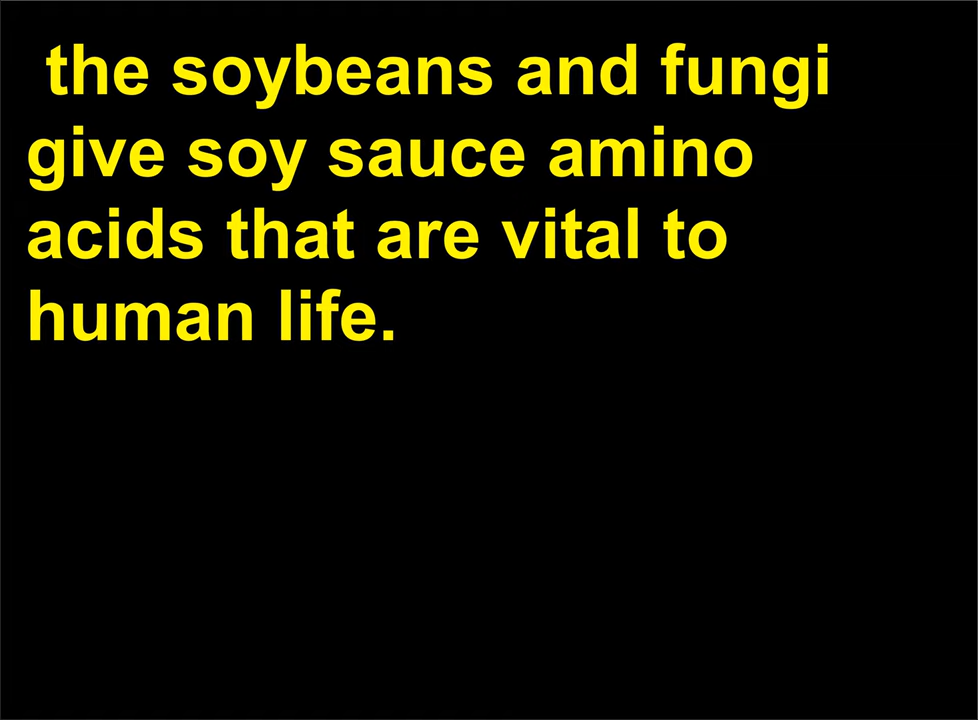 the soybeans and fungi
give soy sauce amino
acids that are vital to
human life.